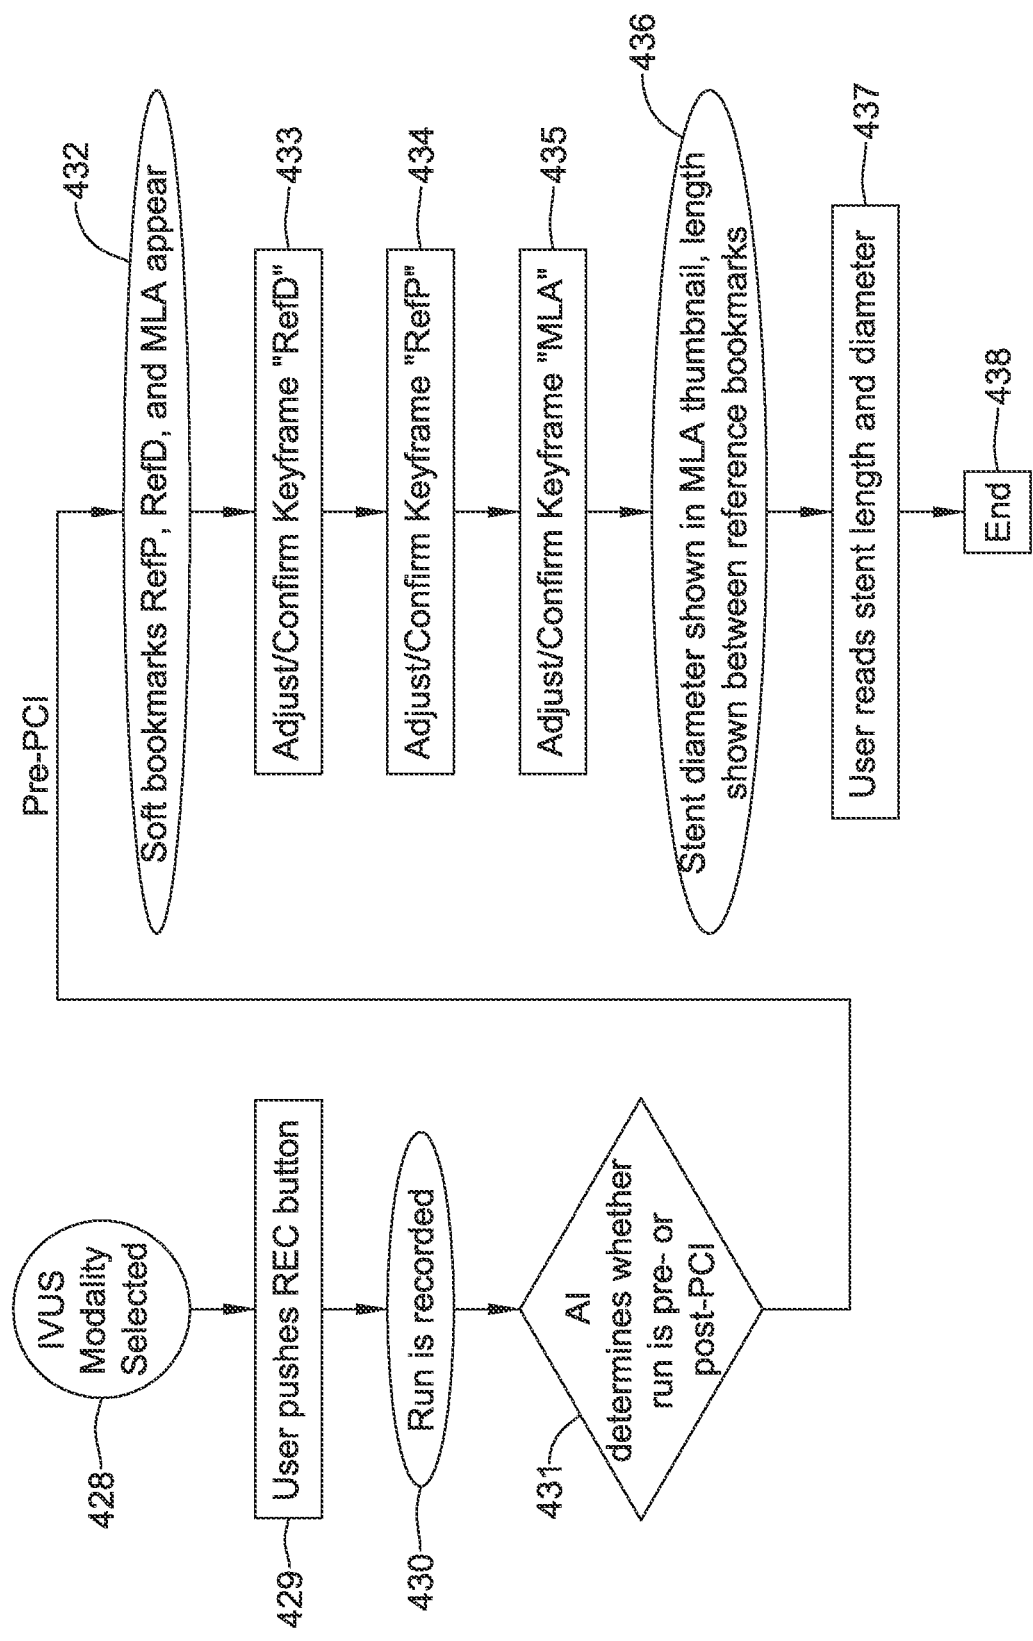 IVUS
Modality
Selected
428
User pushes REC button
429
Run is recorded
430
AI
determines whether
run is pre- or
post-PCI
431
Pre-PCI
Soft bookmarks RefP, RefD, and MLA appear
432
Adjust/Confirm Keyframe "RefD"
433
Adjust/Confirm Keyframe "RefP"
434
Adjust/Confirm Keyframe "MLA"
435
Stent diameter shown in MLA thumbnail, length
shown between reference bookmarks
436
User reads stent length and diameter
437
End
438